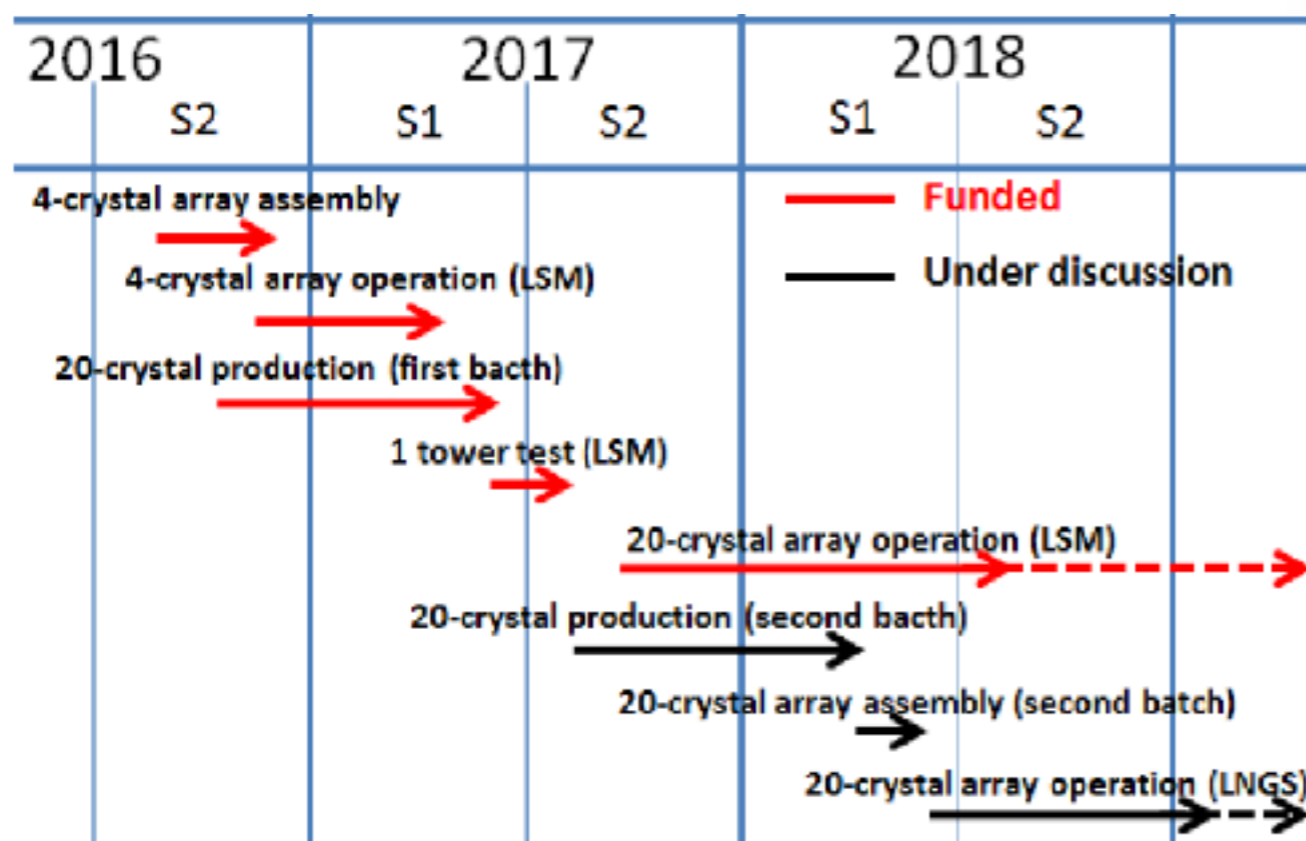 2016 2017 2018
S2 S1 S2 S1 S2
4-crystal array assembly
Funded
4-crystal array operation (LSM)
Under discussion
20-crystal production (first bacth)
1 tower test (LSM)
20-crystal array operation (LSM)
20-crystal production (second bacth)
20-crystal array assembly (second batch)
20-crystal array operation (LNGS)